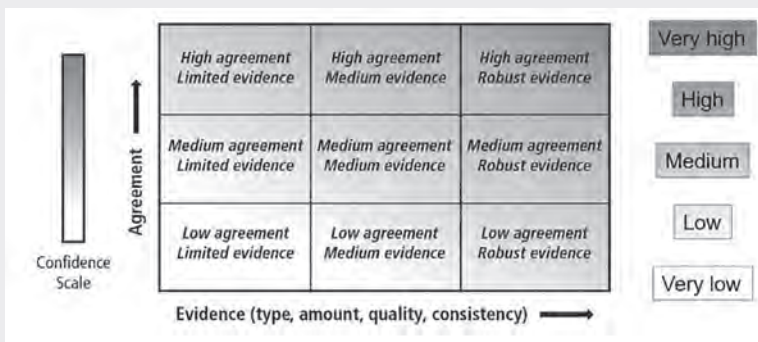 High agreement
Limited evidence
High agreement
Medium evidence
High agreement
Robust evidence
Medium agreement
Limited evidence
Medium agreement
Medium evidence
Medium agreement
Robust evidence
Low agreement
Limited evidence
Low agreement
Medium evidence
Low agreement
Robust evidence
Agreement
Evidence (type, amount, quality, consistency)
Confidence
Scale
Very high
High
Medium
Low
Very low